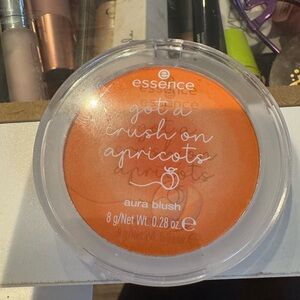 essence
got a
crush on
apricots
aura blush
8 g/Net Wt. 0.28 oz. e